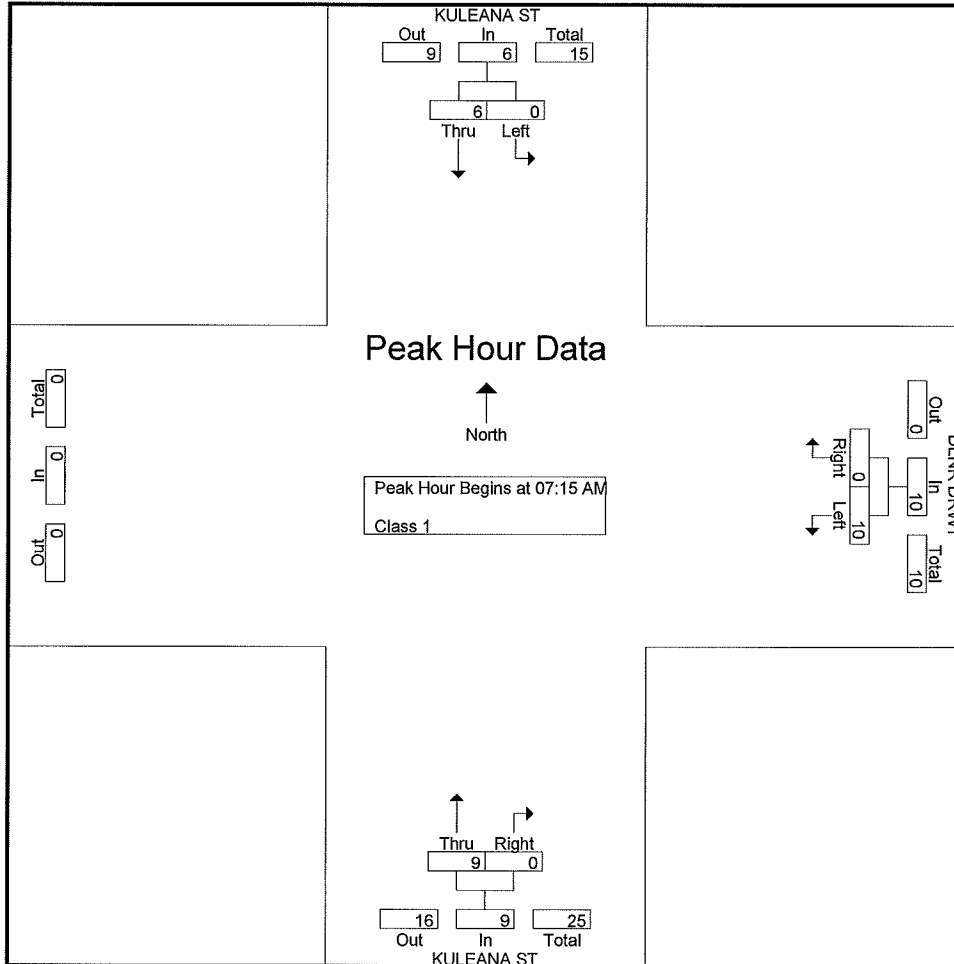 KULEANA ST
Out In Total
9 6 15
6 0
Thru Left
Peak Hour Data
North
Peak Hour Begins at 07:15 AM
Class 1
Total 0
In 0
Out 0
Out 0
In 10
Total 10
Right 0
Left 10
Thru Right
9 0
16 9 25
Out In Total
KULEANA ST